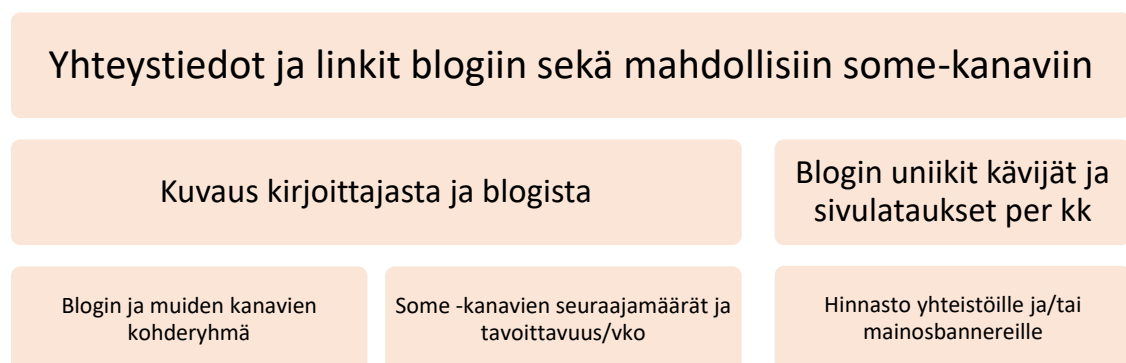 Yhteystiedot ja linkit blogiin sekä mahdollisiin some-kanaviin
Kuvaus kirjoittajasta ja blogista
Blogin uniikit kävijät ja
sivulataukset per kk
Blogin ja muiden kanavien
kohderyhmä
Some -kanavien seuraajamäärät ja
tavoittavuus/vko
Hinnasto yhteistöille ja/tai
mainosbannereille